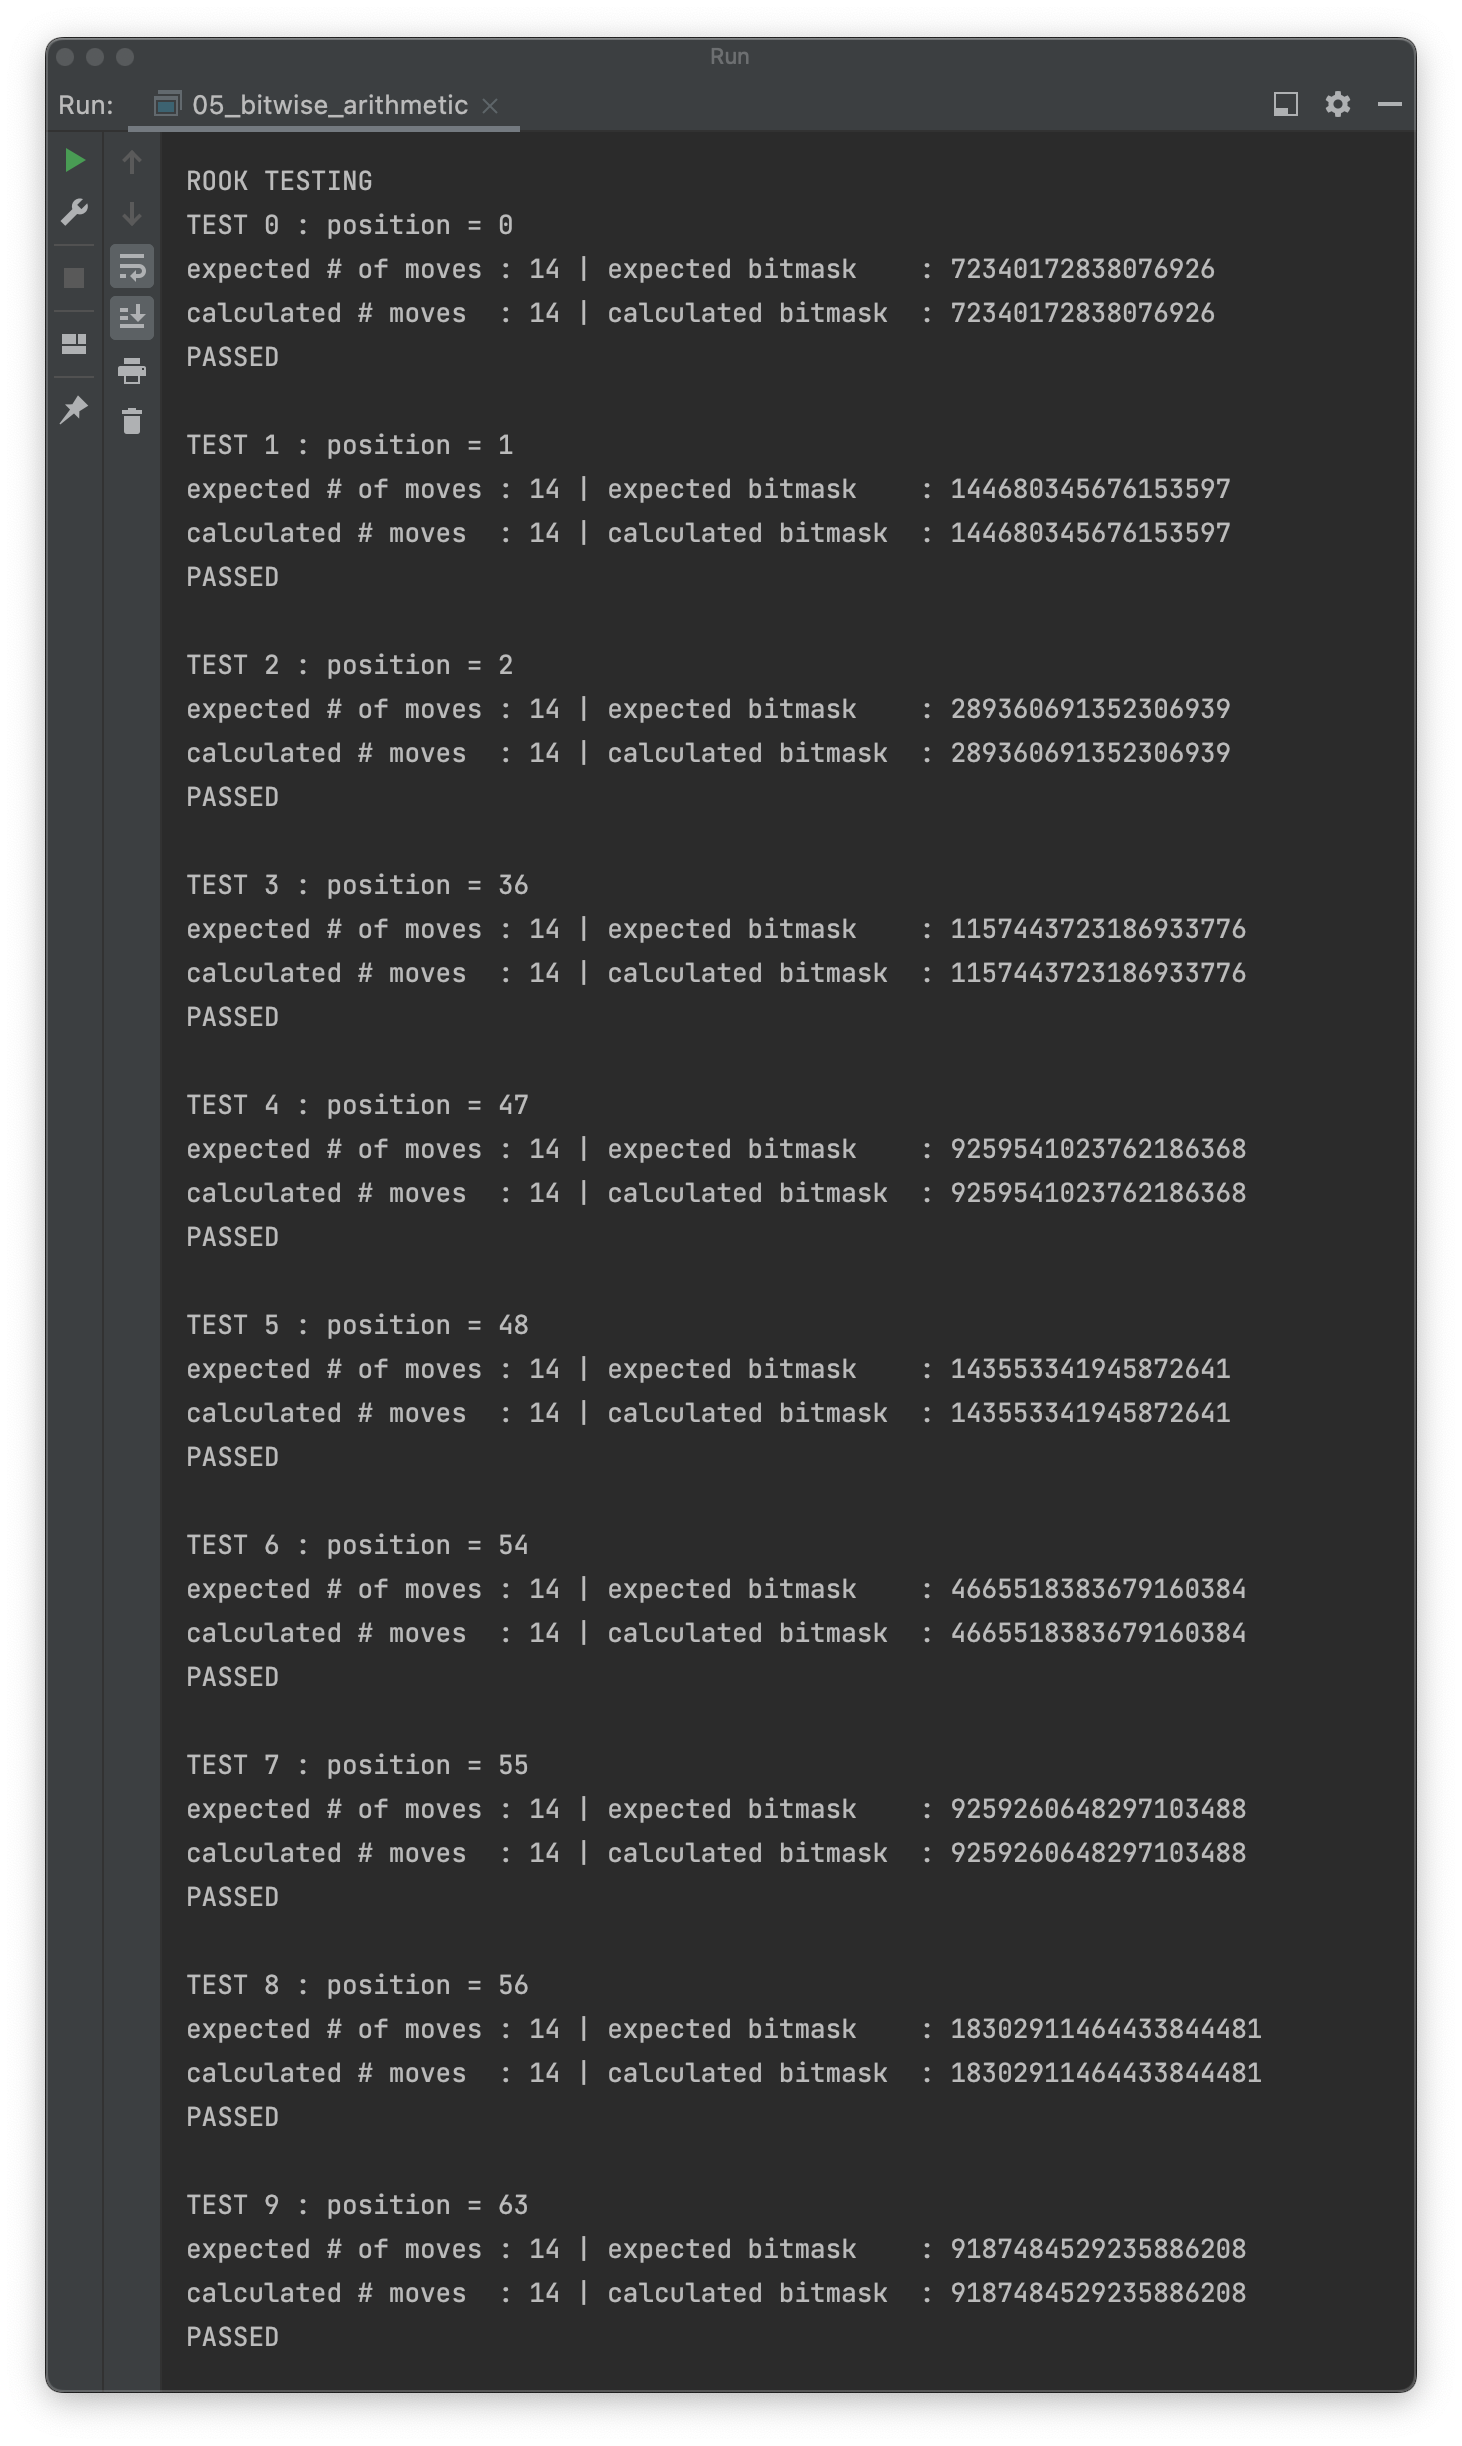 Run
Run: 05_bitwise_arithmetic
ROOK TESTING
TEST 0 : position = 0
expected # of moves : 14 | expected bitmask    : 72340172838076926
calculated # moves  : 14 | calculated bitmask  : 72340172838076926
PASSED
TEST 1 : position = 1
expected # of moves : 14 | expected bitmask    : 144680345676153597
calculated # moves  : 14 | calculated bitmask  : 144680345676153597
PASSED
TEST 2 : position = 2
expected # of moves : 14 | expected bitmask    : 289360691352306939
calculated # moves  : 14 | calculated bitmask  : 289360691352306939
PASSED
TEST 3 : position = 36
expected # of moves : 14 | expected bitmask    : 1157443723186933776
calculated # moves  : 14 | calculated bitmask  : 1157443723186933776
PASSED
TEST 4 : position = 47
expected # of moves : 14 | expected bitmask    : 9259541023762186368
calculated # moves  : 14 | calculated bitmask  : 9259541023762186368
PASSED
TEST 5 : position = 48
expected # of moves : 14 | expected bitmask    : 143553341945872641
calculated # moves  : 14 | calculated bitmask  : 143553341945872641
PASSED
TEST 6 : position = 54
expected # of moves : 14 | expected bitmask    : 4665518383679160384
calculated # moves  : 14 | calculated bitmask  : 4665518383679160384
PASSED
TEST 7 : position = 55
expected # of moves : 14 | expected bitmask    : 9259260648297103488
calculated # moves  : 14 | calculated bitmask  : 9259260648297103488
PASSED
TEST 8 : position = 56
expected # of moves : 14 | expected bitmask    : 18302911464433844481
calculated # moves  : 14 | calculated bitmask  : 18302911464433844481
PASSED
TEST 9 : position = 63
expected # of moves : 14 | expected bitmask    : 9187484529235886208
calculated # moves  : 14 | calculated bitmask  : 9187484529235886208
PASSED